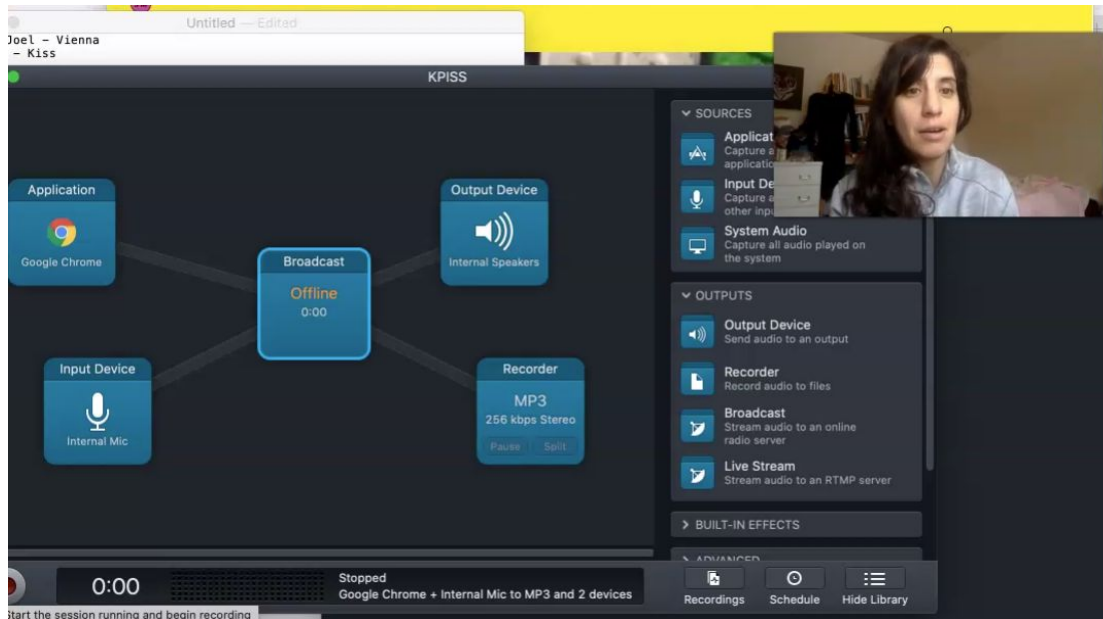 Untitled — Edited
Joel – Vienna
– Kiss
KPISS
Application
Google Chrome
Input Device
Internal Mic
Broadcast
Offline
0:00
Output Device
Internal Speakers
Recorder
MP3
256 kbps Stereo
Pause Split
SOURCES
Applicat
Capture a
applicatio
Input De
Capture a
other inpu
System Audio
Capture all audio played on
the system
OUTPUTS
Output Device
Send audio to an output
Recorder
Record audio to files
Broadcast
Stream audio to an online
radio server
Live Stream
Stream audio to an RTMP server
BUILT-IN EFFECTS
ADVANCED
0:00
Stopped
Google Chrome + Internal Mic to MP3 and 2 devices
Recordings Schedule Hide Library
Start the session running and begin recording